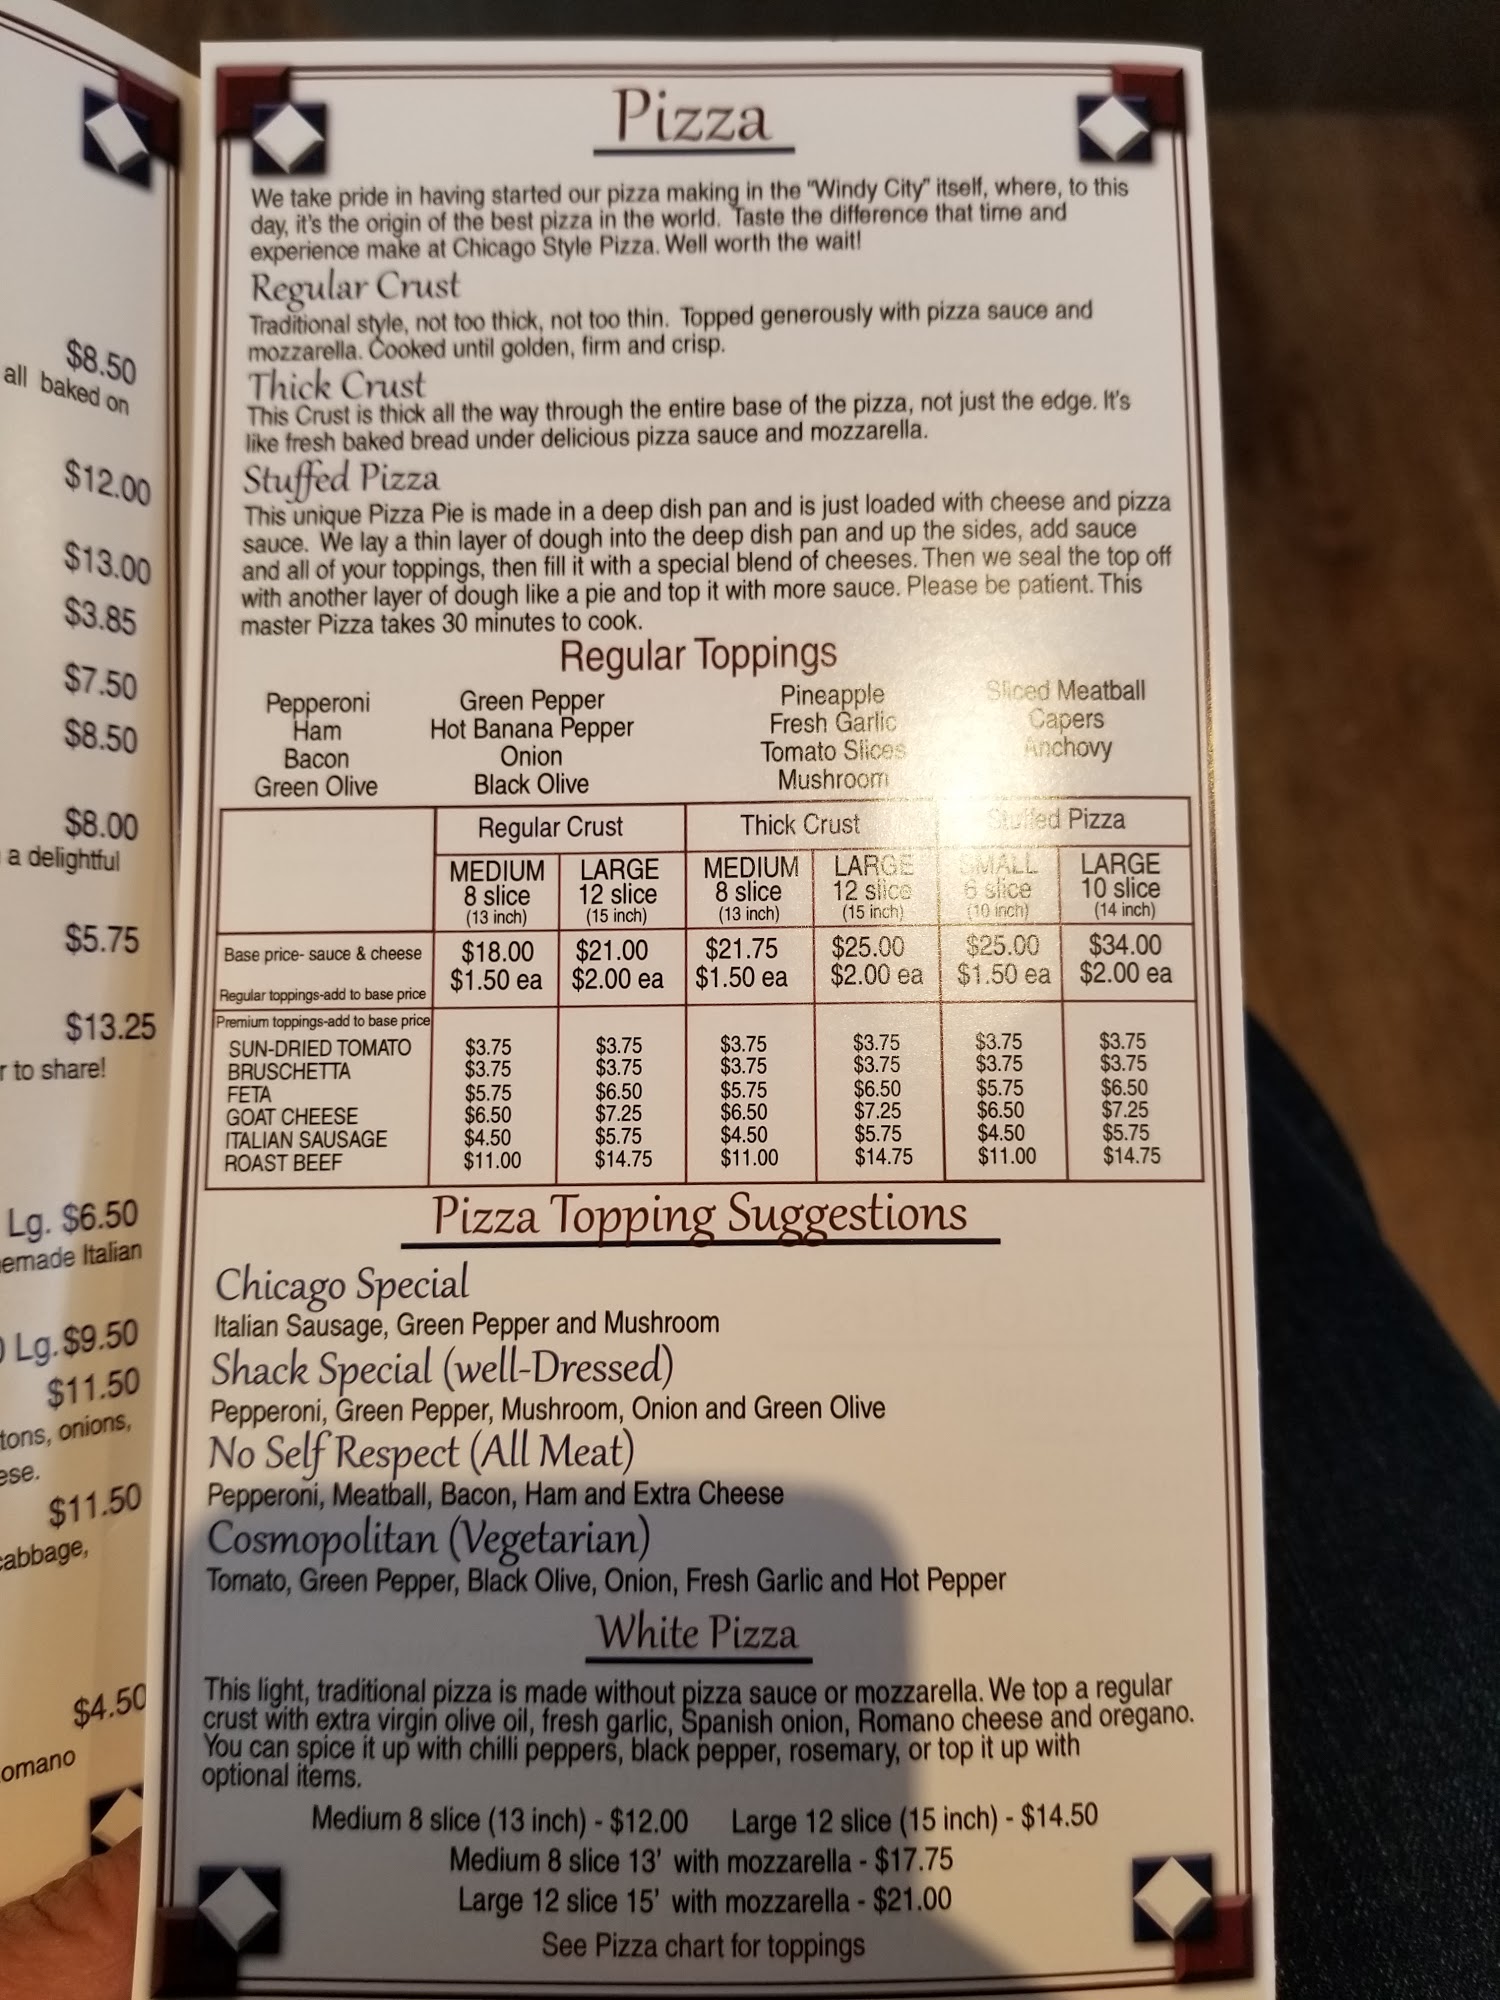 $8.50
all baked on
$12.00
$13.00
$3.85
$7.50
$8.50
$8.00
a delightful
$5.75
$13.25
r to share!
Lg. $6.50
emade Italian
Lg. $9.50
$11.50
tons, onions,
ese.
$11.50
cabbage,
$4.50
omano
Pizza
We take pride in having started our pizza making in the "Windy City" itself, where, to this
day, it's the origin of the best pizza in the world. Taste the difference that time and
experience make at Chicago Style Pizza. Well worth the wait!
Regular Crust
Traditional style, not too thick, not too thin. Topped generously with pizza sauce and
mozzarella. Cooked until golden, firm and crisp.
Thick Crust
This Crust is thick all the way through the entire base of the pizza, not just the edge. It's
like fresh baked bread under delicious pizza sauce and mozzarella.
Stuffed Pizza
This unique Pizza Pie is made in a deep dish pan and is just loaded with cheese and pizza
sauce. We lay a thin layer of dough into the deep dish pan and up the sides, add sauce
and all of your toppings, then fill it with a special blend of cheeses. Then we seal the top off
with another layer of dough like a pie and top it with more sauce. Please be patient. This
master Pizza takes 30 minutes to cook.
Regular Toppings
Pepperoni Green Pepper Pineapple Sliced Meatball
Ham Hot Banana Pepper Fresh Garlic Capers
Bacon Onion Tomato Slices Anchovy
Green Olive Black Olive Mushroom
Regular Crust Thick Crust Stuffed Pizza
MEDIUM LARGE MEDIUM LARGE SMALL LARGE
8 slice 12 slice 8 slice 12 slice 6 slice 10 slice
(13 inch) (15 inch) (13 inch) (15 inch) (10 inch) (14 inch)
Base price- sauce & cheese $18.00 $21.00 $21.75 $25.00 $25.00 $34.00
Regular toppings-add to base price $1.50 ea $2.00 ea $1.50 ea $2.00 ea $1.50 ea $2.00 ea
Premium toppings-add to base price
SUN-DRIED TOMATO $3.75 $3.75 $3.75 $3.75 $3.75 $3.75
BRUSCHETTA $3.75 $3.75 $3.75 $3.75 $3.75 $3.75
FETA $5.75 $6.50 $5.75 $6.50 $5.75 $6.50
GOAT CHEESE $6.50 $7.25 $6.50 $7.25 $6.50 $7.25
ITALIAN SAUSAGE $4.50 $5.75 $4.50 $5.75 $4.50 $5.75
ROAST BEEF $11.00 $14.75 $11.00 $14.75 $11.00 $14.75
Pizza Topping Suggestions
Chicago Special
Italian Sausage, Green Pepper and Mushroom
Shack Special (well-Dressed)
Pepperoni, Green Pepper, Mushroom, Onion and Green Olive
No Self Respect (All Meat)
Pepperoni, Meatball, Bacon, Ham and Extra Cheese
Cosmopolitan (Vegetarian)
Tomato, Green Pepper, Black Olive, Onion, Fresh Garlic and Hot Pepper
White Pizza
This light, traditional pizza is made without pizza sauce or mozzarella. We top a regular
crust with extra virgin olive oil, fresh garlic, Spanish onion, Romano cheese and oregano.
You can spice it up with chilli peppers, black pepper, rosemary, or top it up with
optional items.
Medium 8 slice (13 inch) - $12.00 Large 12 slice (15 inch) - $14.50
Medium 8 slice 13' with mozzarella - $17.75
Large 12 slice 15' with mozzarella - $21.00
See Pizza chart for toppings